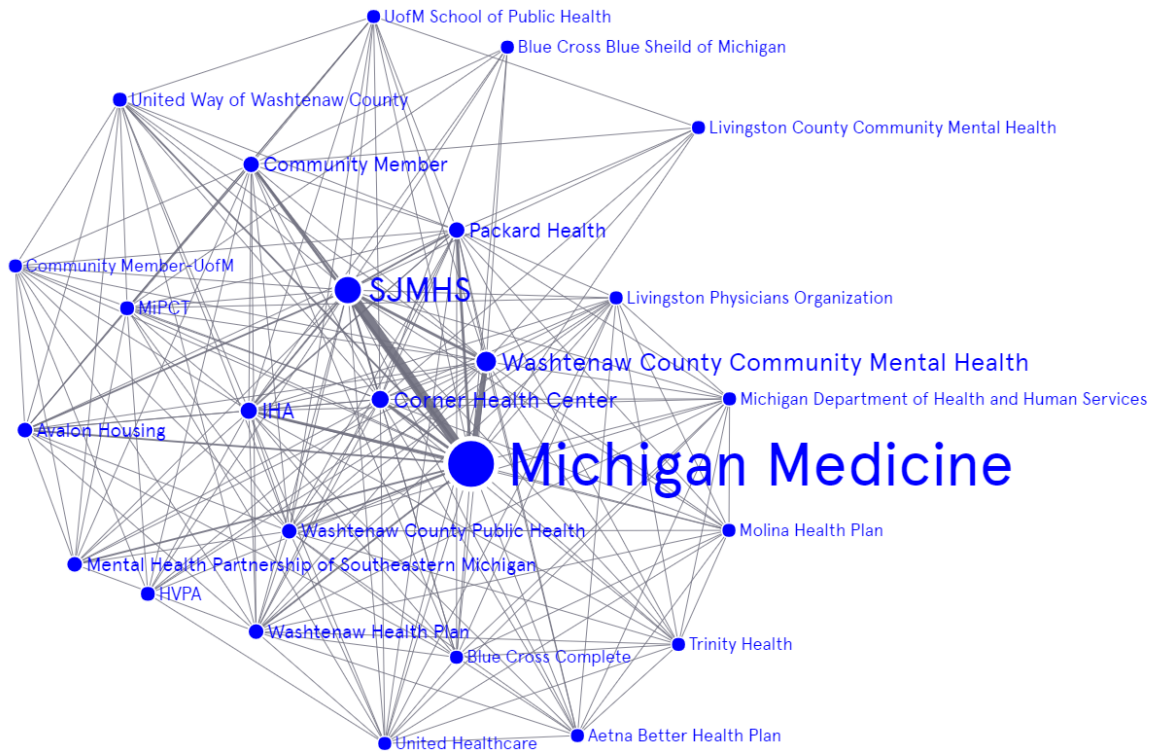 UofM School of Public Health
Blue Cross Blue Sheild of Michigan
United Way of Washtenaw County
Livingston County Community Mental Health
Community Member
Packard Health
Community Member-UofM
SJMHS
Livingston Physicians Organization
MiPCT
Washtenaw County Community Mental Health
Corner Health Center
Michigan Department of Health and Human Services
IHA
Avalon Housing
Michigan Medicine
Washtenaw County Public Health
Molina Health Plan
Mental Health Partnership of Southeastern Michigan
HVPA
Washtenaw Health Plan
Trinity Health
Blue Cross Complete
Aetna Better Health Plan
United Healthcare